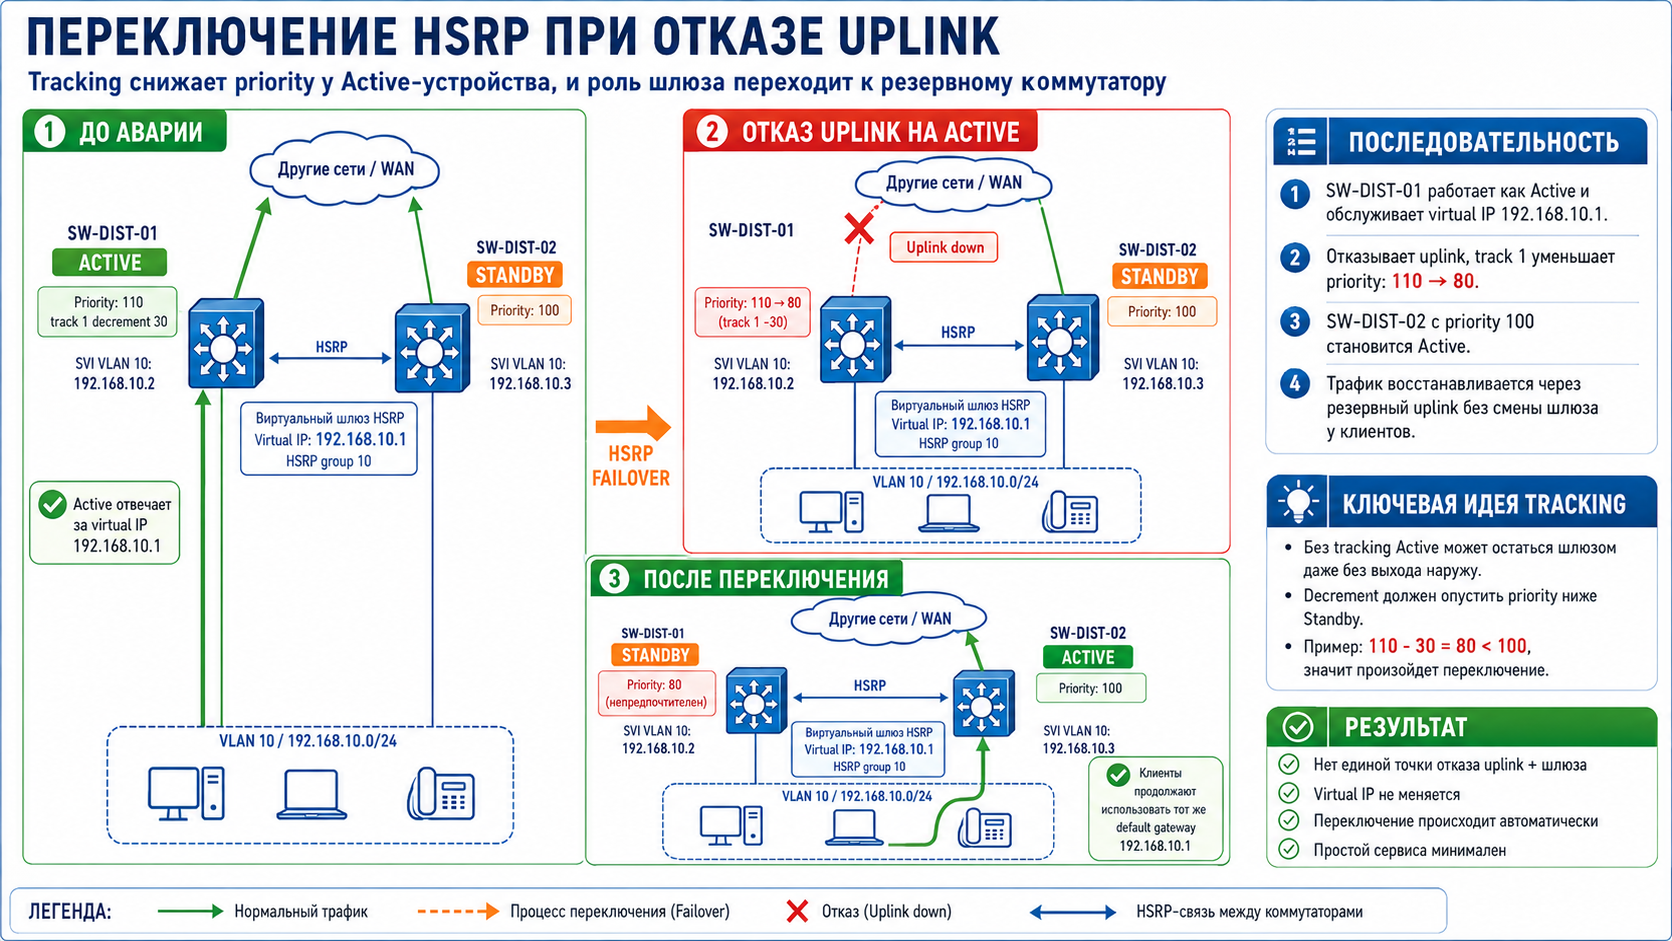 ПЕРЕКЛЮЧЕНИЕ HSRP ПРИ ОТКАЗЕ UPLINK
Tracking снижает priority у Active-устройства, и роль шлюза переходит к резервному коммутатору
1 ДО АВАРИИ
Другие сети / WAN
SW-DIST-01
ACTIVE
Priority: 110
track 1 decrement 30
SVI VLAN 10:
192.168.10.2
SW-DIST-02
STANDBY
Priority: 100
SVI VLAN 10:
192.168.10.3
HSRP
Виртуальный шлюз HSRP
Virtual IP: 192.168.10.1
HSRP group 10
Active отвечает
за virtual IP
192.168.10.1
VLAN 10 / 192.168.10.0/24
HSRP
FAILOVER
2 ОТКАЗ UPLINK НА ACTIVE
Другие сети / WAN
SW-DIST-01
Uplink down
Priority: 110 → 80
(track 1 -30)
SVI VLAN 10:
192.168.10.2
SW-DIST-02
STANDBY
Priority: 100
SVI VLAN 10:
192.168.10.3
HSRP
Виртуальный шлюз HSRP
Virtual IP: 192.168.10.1
HSRP group 10
VLAN 10 / 192.168.10.0/24
3 ПОСЛЕ ПЕРЕКЛЮЧЕНИЯ
Другие сети / WAN
SW-DIST-01
STANDBY
Priority: 80
(непредпочтителен)
SVI VLAN 10:
192.168.10.2
SW-DIST-02
ACTIVE
Priority: 100
SVI VLAN 10:
192.168.10.3
HSRP
Виртуальный шлюз HSRP
Virtual IP: 192.168.10.1
HSRP group 10
VLAN 10 / 192.168.10.0/24
Клиенты
продолжают
использовать тот же
default gateway
192.168.10.1
ПОСЛЕДОВАТЕЛЬНОСТЬ
1 SW-DIST-01 работает как Active и
обслуживает virtual IP 192.168.10.1.
2 Отказывает uplink, track 1 уменьшает
priority: 110 → 80.
3 SW-DIST-02 с priority 100
становится Active.
4 Трафик восстанавливается через
резервный uplink без смены шлюза
у клиентов.
КЛЮЧЕВАЯ ИДЕЯ TRACKING
• Без tracking Active может остаться шлюзом
даже без выхода наружу.
• Decrement должен опустить priority ниже
Standby.
• Пример: 110 - 30 = 80 < 100,
значит произойдет переключение.
РЕЗУЛЬТАТ
Нет единой точки отказа uplink + шлюза
Virtual IP не меняется
Переключение происходит автоматически
Простой сервиса минимален
ЛЕГЕНДА:
Нормальный трафик
Процесс переключения (Failover)
Отказ (Uplink down)
HSRP-связь между коммутаторами